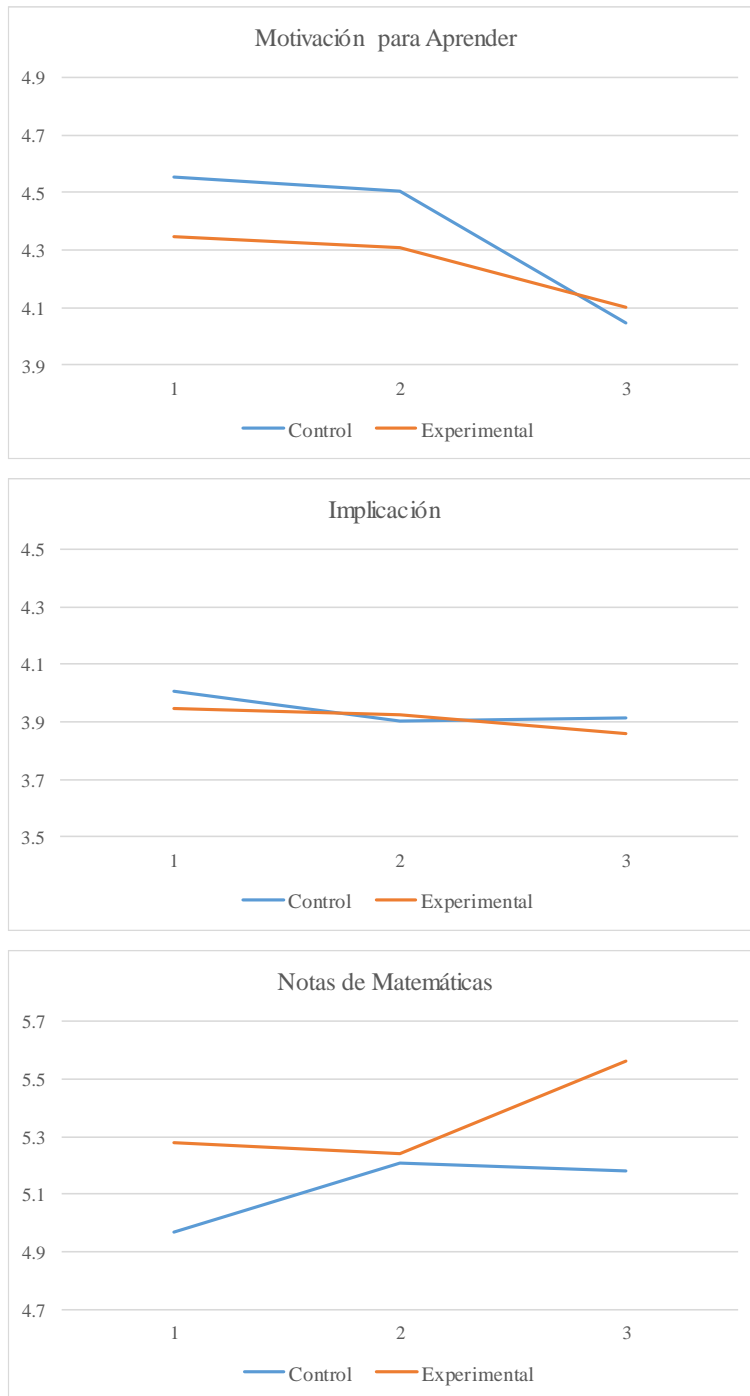 Motivación para Aprender
4.9
4.7
4.5
4.3
4.1
3.9
1 2 3
Control Experimental
Implicación
4.5
4.3
4.1
3.9
3.7
3.5
1 2 3
Control Experimental
Notas de Matemáticas
5.7
5.5
5.3
5.1
4.9
4.7
1 2 3
Control Experimental